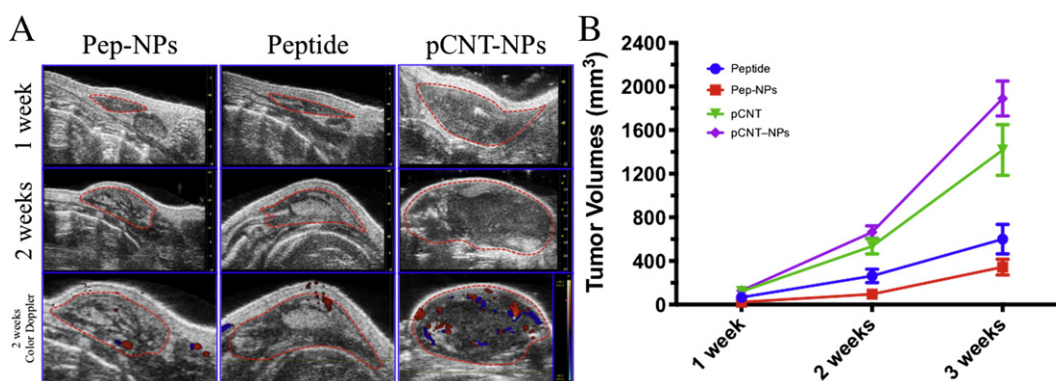 A
Pep-NPs
Peptide
pCNT-NPs
1 week
2 weeks
2 weeks
Color Doppler
B
Tumor Volumes (mm³)
2400
2000
1600
1200
800
400
0
Peptide
Pep-NPs
pCNT
pCNT–NPs
1 week
2 weeks
3 weeks